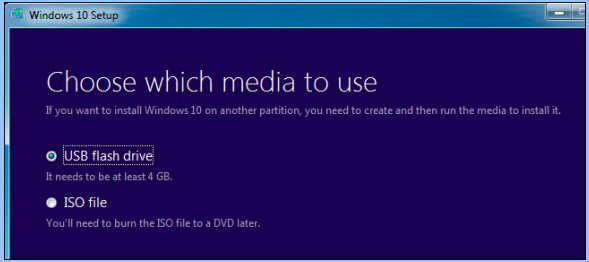 Windows 10 Setup
Choose which media to use
If you want to install Windows 10 on another partition, you need to create and then run the media to install it.
USB flash drive
It needs to be at least 4 GB.
ISO file
You'll need to burn the ISO file to a DVD later.